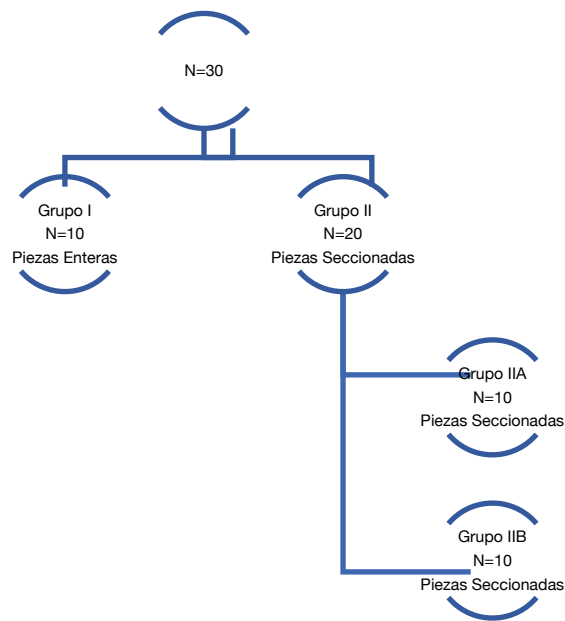 N=30
Grupo I
N=10
Piezas Enteras
Grupo II
N=20
Piezas Seccionadas
Grupo IIA
N=10
Piezas Seccionadas
Grupo IIB
N=10
Piezas Seccionadas